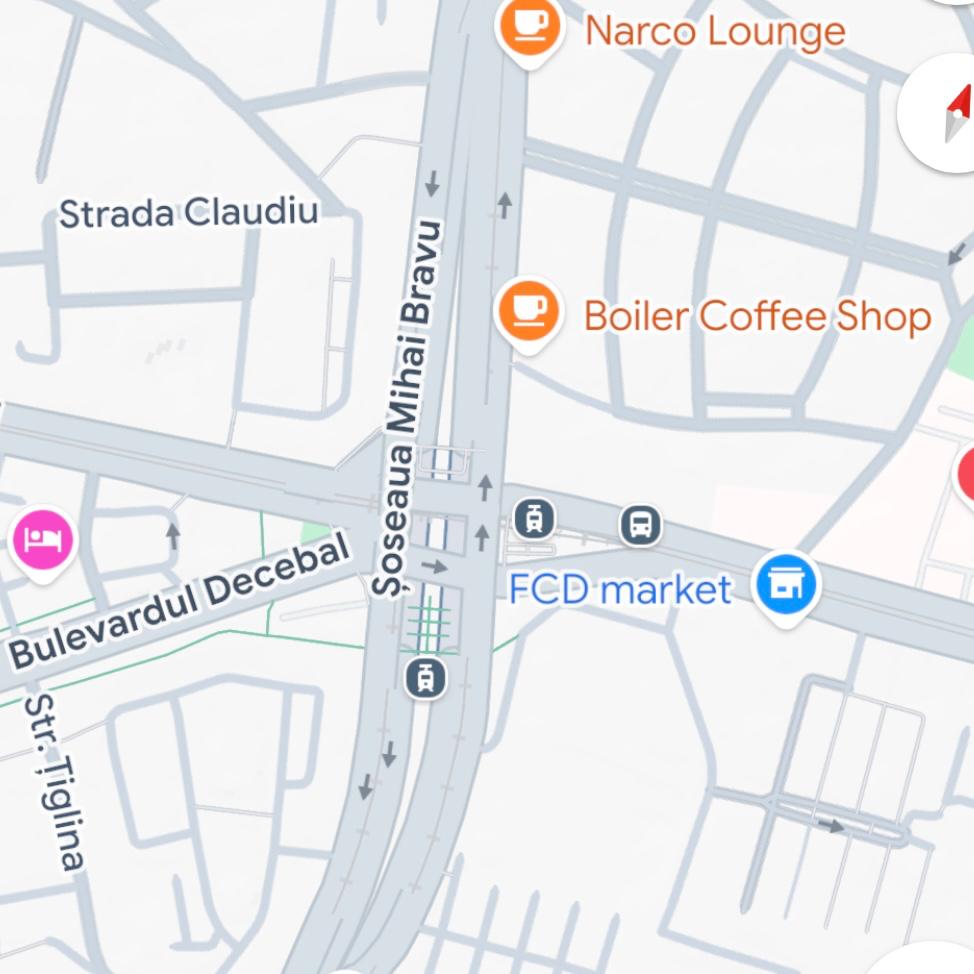 Narco Lounge
Strada Claudiu
Șoseaua Mihai Bravu
Boiler Coffee Shop
Bulevardul Decebal
FCD market
Str. Țiglina